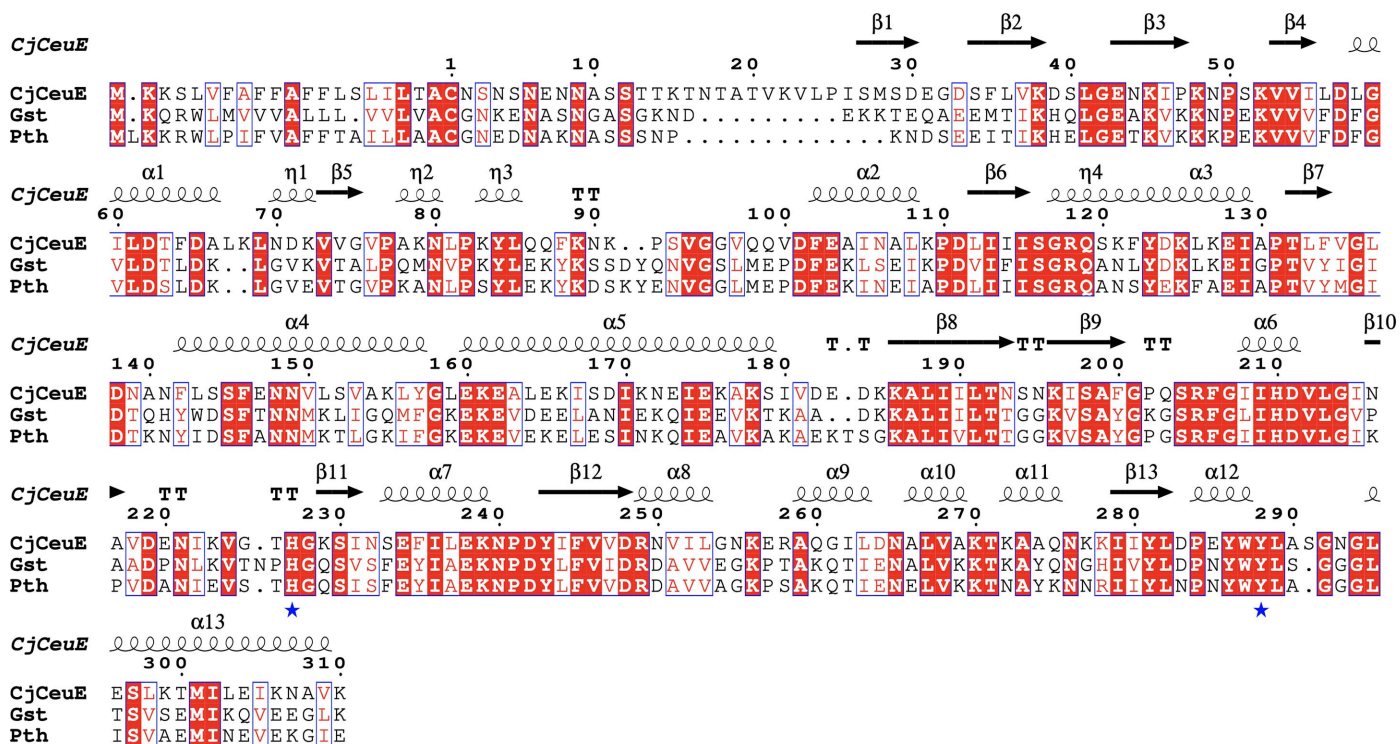 β1 β2 β3 β4
CjCeuE
1 10 20 30 40 50
CjCeuE M.KKSLVFAFFAFFLSLILTACNSNSNENNASSTTKTNTATVKVLPISMSDEGDSFLVKDSLGENKIPKNPSKVVILDLG
Gst M.KQRWLMVVVALLL.VVLVACGNKENASNGASGKND..........EKKTEQAEEMTIKHQLGEAKVKKNPEKVVVFDFG
Pth MLKKRWLPIFVAFFTAILLAACGNEDNAKNASSNP.............KNDSEEITIKHELGETKVKKNPEKVVVFDFG
α1 η1 β5 η2 η3 α2 β6 η4 α3 β7
CjCeuE TT
60 70 80 90 100 110 120 130
CjCeuE ILDTFDALKLNDKVVGVPAKNLPKYLQQFKNK..PSVGGVQQVDFEAINALKPDLIIISGRQSKFYDKLKEIAPTLFVGL
Gst VLDTLDK..LGVKVTALPQMNVPKYLEKYKSSDYQNVGSLMEPDFEKLSEIKPDVIFISGRQANLYDKLKEIGPTVYIGI
Pth VLDSLDK..LGVEVTGVPKANLPSYLEKYKDSKYENVGGLMEPDFEKINEIAPDLIIISGRQANSYEKFAEIAPTVYMGI
α4 α5 β8 β9 α6 β10
CjCeuE T.T TT TT
140 150 160 170 180 190 200 210
CjCeuE DNANFLSSFENNVLSVAKLYGLEKEALEKISDIKNEIEKAKSIVDE.DKKALIILTNSNKISAFGPQSRFGIIHDVLGIN
Gst DTQHYWDSFTNNMKLIGQMFGKEKEVDEELANIEKQIEEVKTKAA..DKKALIILTTGGKVSAYGKGSRFGLIHDVLGVP
Pth DTKNYIDSFANNMKTLGKIFGKEKEVEKELESINKQIEAVKAKAEKTSGKALIVLTTGGKVSAYGPGSRFGIIHDVLGIK
β11 α7 β12 α8 α9 α10 α11 β13 α12
CjCeuE TT TT
220 230 240 250 260 270 280 290
CjCeuE AVDENIKVG.THGKSINSEFILEKNPDYIFVVDRNVILGNKERAQGILDNALVAKTKAAQNKKIIYLDPEYWYLASGNGL
Gst AADPNLKVTNPHGQSVSFEYIAEKNPDYLFVIDRDAVVEGKPTAKQTIENALVKKTKAYQNGHIVYLDPNYWYLS.GGGL
Pth PVDANIEVS.THGQSISFEYIAEKNPDYLFVVDRDAVVAGKPSAKQTIENELVKKTNAYKNNRIIYLNPNYWYLA.GGGL
α13
CjCeuE
300 310
CjCeuE ESLKTMILEIKNAVK
Gst TSVSEMIKQVEEGLK
Pth ISVAEMINEVEKGIE